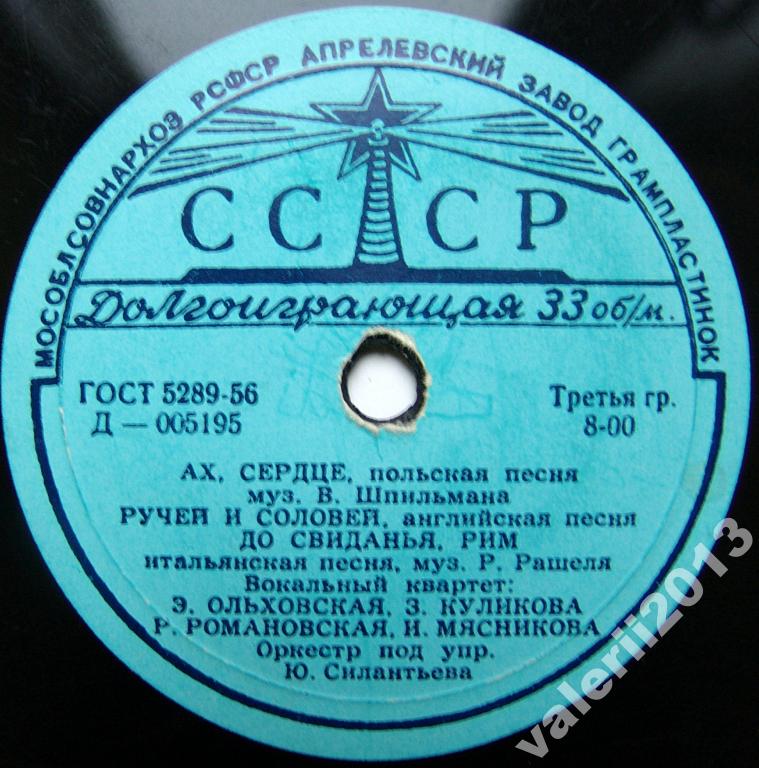 МОСОБЛСОВНАРХОЗ РСФСР АПРЕЛЕВСКИЙ ЗАВОД ГРАМПЛАСТИНОК
СССР
Долгоиграющая 33 об/м.
ГОСТ 5289-56 Третья гр.
Д — 005195 8-00
АХ, СЕРДЦЕ, польская песня
муз. В. Шпильмана
РУЧЕЙ И СОЛОВЕЙ, английская песня
ДО СВИДАНЬЯ, РИМ
итальянская песня, муз. Р. Рашеля
Вокальный квартет:
Э. ОЛЬХОВСКАЯ, З. КУЛИКОВА
Р. РОМАНОВСКАЯ, И. МЯСНИКОВА
Оркестр под упр.
Ю. Силантьева
valerii2013